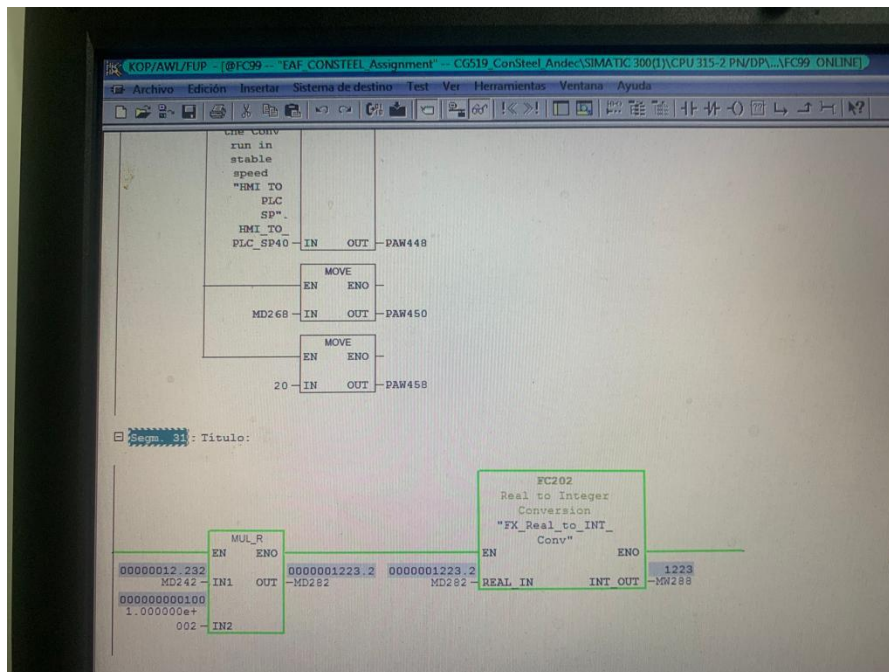 KOP/AWL/FUP - [@FC99 -- "EAF_CONSTEEL_Assignment" -- CG519_ConSteel_Andec\SIMATIC 300(1)\CPU 315-2 PN/DP\...\FC99 ONLINE]
Archivo Edición Insertar Sistema de destino Test Ver Herramientas Ventana Ayuda
the Conv
run in
stable
speed
"HMI TO
PLC
SP".
HMI_TO_
PLC_SP40 IN OUT PAW448
MOVE
EN ENO
MD268 IN OUT PAW450
MOVE
EN ENO
20 IN OUT PAW458
Segm. 31: Título:
FC202
Real to Integer
Conversion
"FX_Real_to_INT_
Conv"
MUL_R
EN ENO EN ENO
00000012.232 0000001223.2 0000001223.2 1223
MD242 IN1 OUT MD282 MD282 REAL_IN INT_OUT MW288
000000000100
1.000000e+
002 IN2